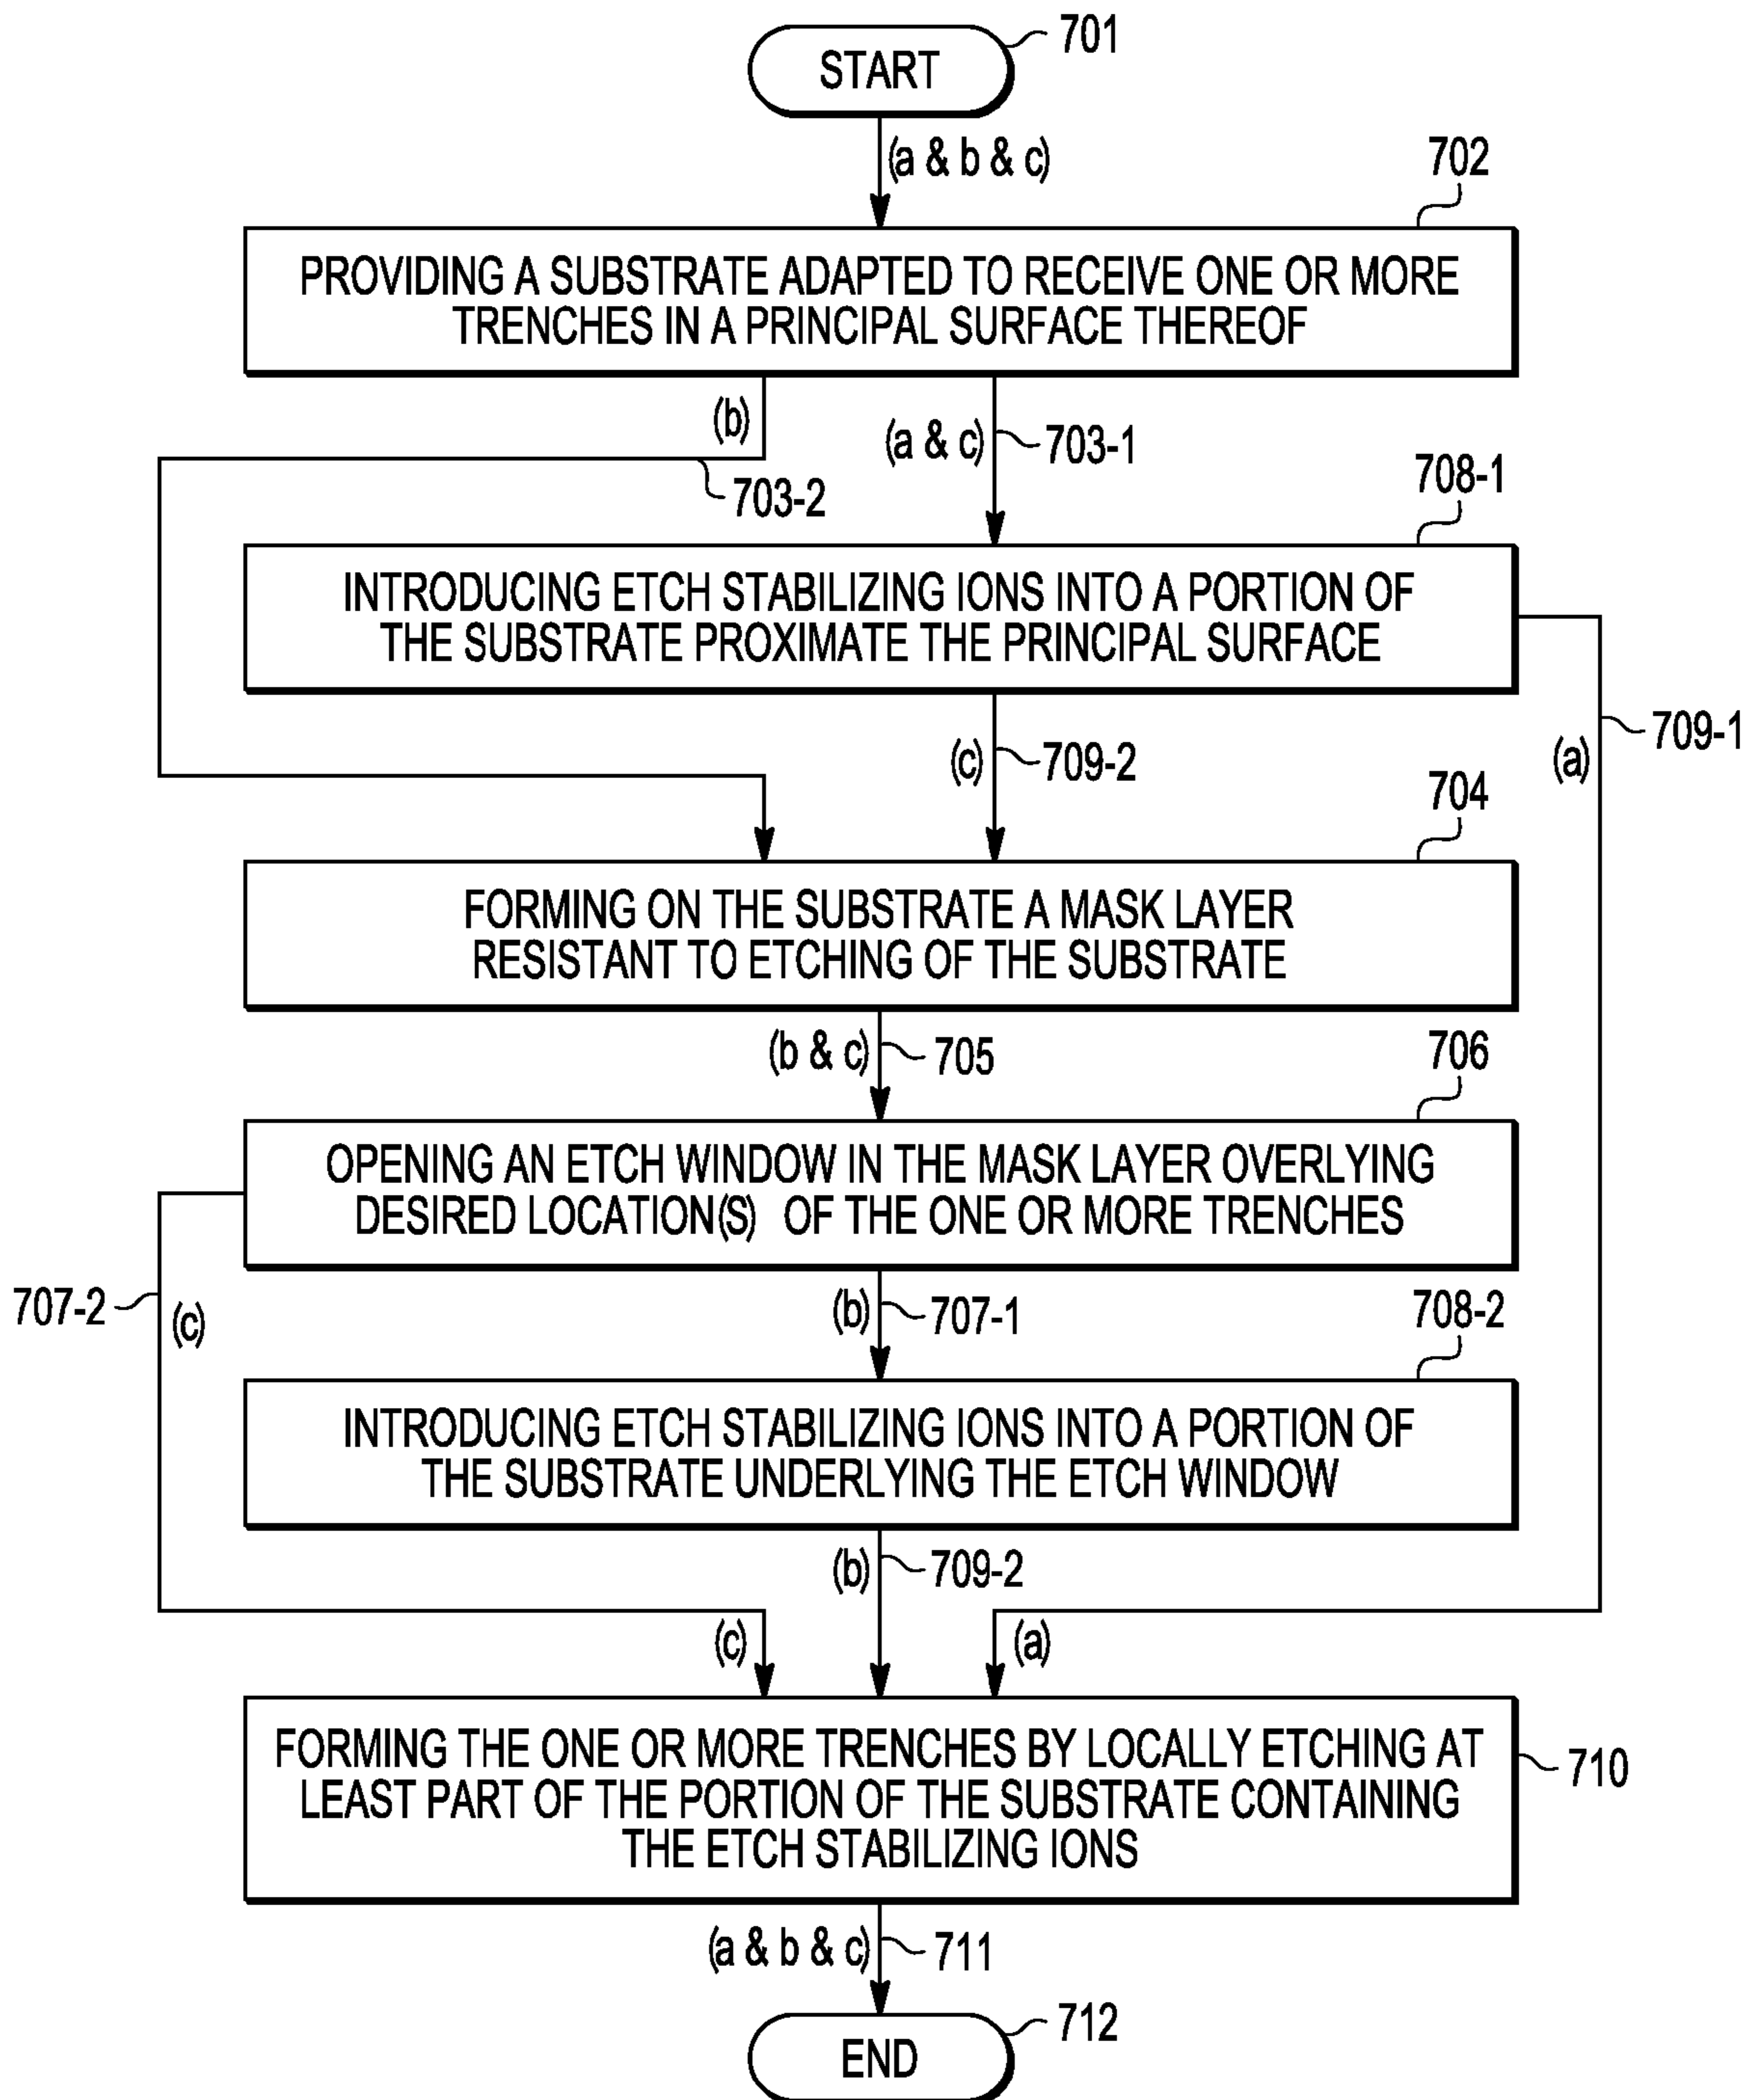 START
701
(a & b & c)
702
PROVIDING A SUBSTRATE ADAPTED TO RECEIVE ONE OR MORE
TRENCHES IN A PRINCIPAL SURFACE THEREOF
(b)
(a & c)
703-1
703-2
708-1
INTRODUCING ETCH STABILIZING IONS INTO A PORTION OF
THE SUBSTRATE PROXIMATE THE PRINCIPAL SURFACE
(c)
709-2
(a)
709-1
704
FORMING ON THE SUBSTRATE A MASK LAYER
RESISTANT TO ETCHING OF THE SUBSTRATE
(b & c)
705
706
OPENING AN ETCH WINDOW IN THE MASK LAYER OVERLYING
DESIRED LOCATION(S) OF THE ONE OR MORE TRENCHES
707-2
(c)
(b)
707-1
708-2
INTRODUCING ETCH STABILIZING IONS INTO A PORTION OF
THE SUBSTRATE UNDERLYING THE ETCH WINDOW
(b)
709-2
(c)
(a)
FORMING THE ONE OR MORE TRENCHES BY LOCALLY ETCHING AT
LEAST PART OF THE PORTION OF THE SUBSTRATE CONTAINING
THE ETCH STABILIZING IONS
710
(a & b & c)
711
712
END